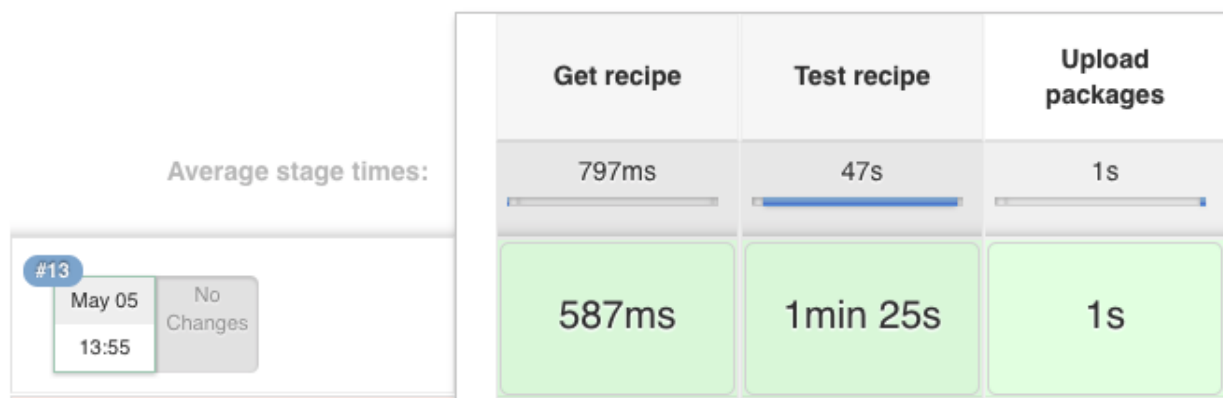 Get recipe
Test recipe
Upload
packages
Average stage times:
797ms
47s
1s
#13
May 05
13:55
No
Changes
587ms
1min 25s
1s